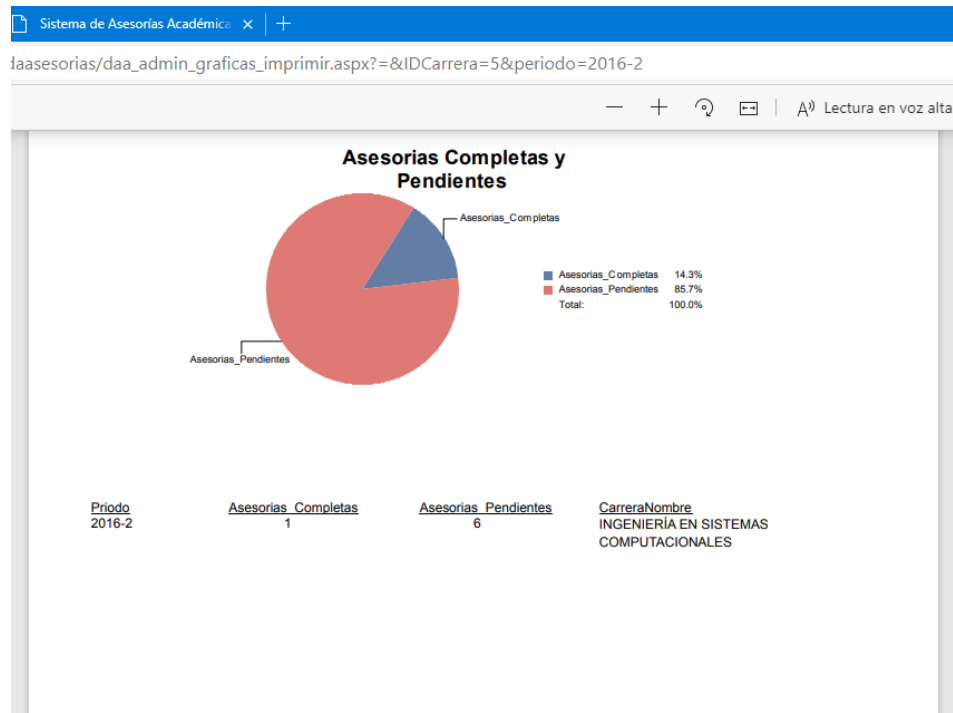 Sistema de Asesorías Académica
daasesorias/daa_admin_graficas_imprimir.aspx?=&IDCarrera=5&periodo=2016-2
A Lectura en voz alta
Asesorias Completas y
Pendientes
Asesorias_Completas
Asesorias_Completas 14.3%
Asesorias_Pendientes 85.7%
Total: 100.0%
Asesorias_Pendientes
Priodo Asesorias_Completas Asesorias_Pendientes CarreraNombre
2016-2 1 6 INGENIERÍA EN SISTEMAS
COMPUTACIONALES